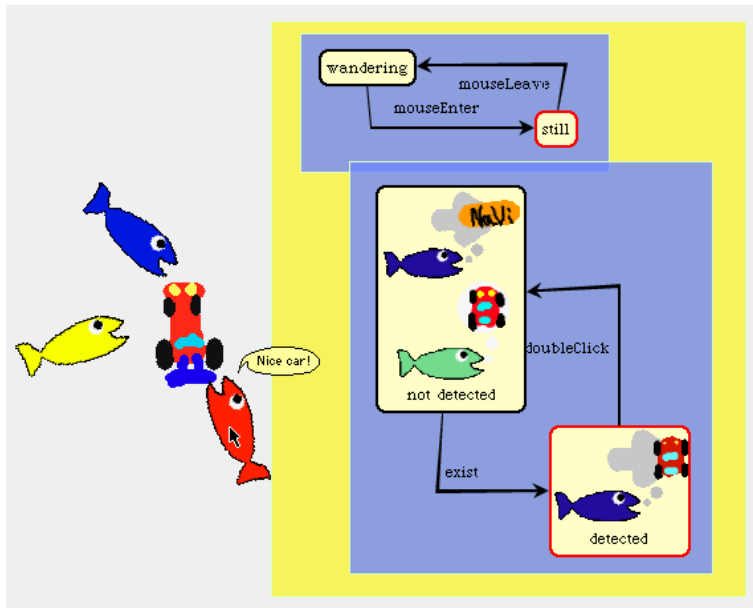 wandering
mouseLeave
mouseEnter
still
NaVi
Nice car!
doubleClick
not detected
exist
detected